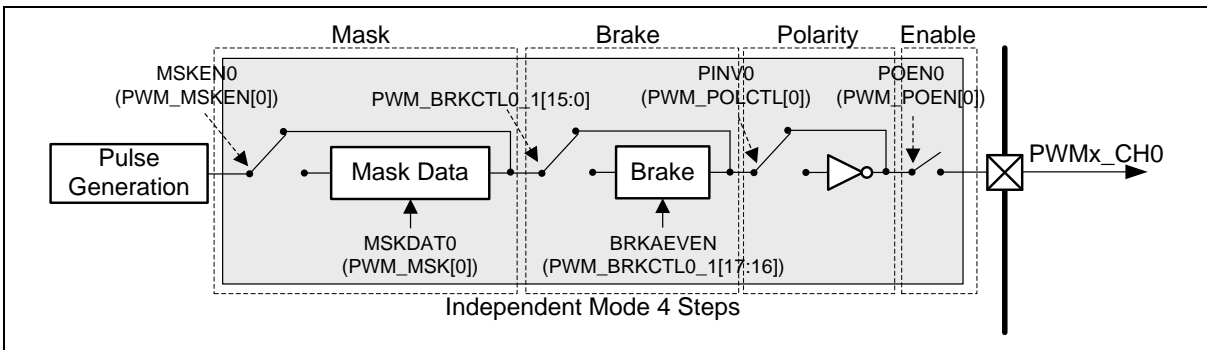 Mask
Brake
Polarity
Enable
MSKEN0
(PWM_MSKEN[0])
PWM_BRKCTL0_1[15:0]
PINV0
(PWM_POLCTL[0])
POEN0
(PWM_POEN[0])
Pulse
Generation
Mask Data
Brake
PWMx_CH0
MSKDAT0
(PWM_MSK[0])
BRKAEVEN
(PWM_BRKCTL0_1[17:16])
Independent Mode 4 Steps